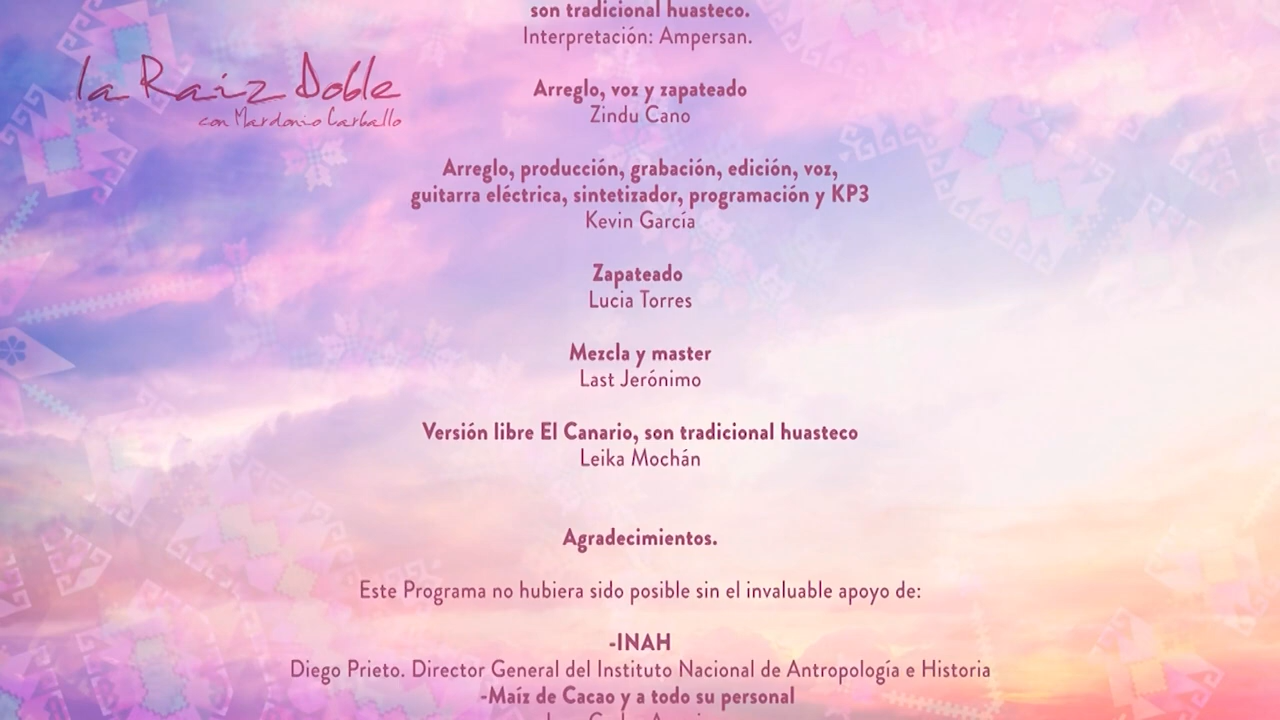 la Raíz Doble
con Mardonio Carballo
son tradicional huasteco.
Interpretación: Ampersan.
Arreglo, voz y zapateado
Zindu Cano
Arreglo, producción, grabación, edición, voz,
guitarra eléctrica, sintetizador, programación y KP3
Kevin García
Zapateado
Lucia Torres
Mezcla y master
Last Jerónimo
Versión libre El Canario, son tradicional huasteco
Leika Mochán
Agradecimientos.
Este Programa no hubiera sido posible sin el invaluable apoyo de:
-INAH
Diego Prieto. Director General del Instituto Nacional de Antropología e Historia
-Maíz de Cacao y a todo su personal